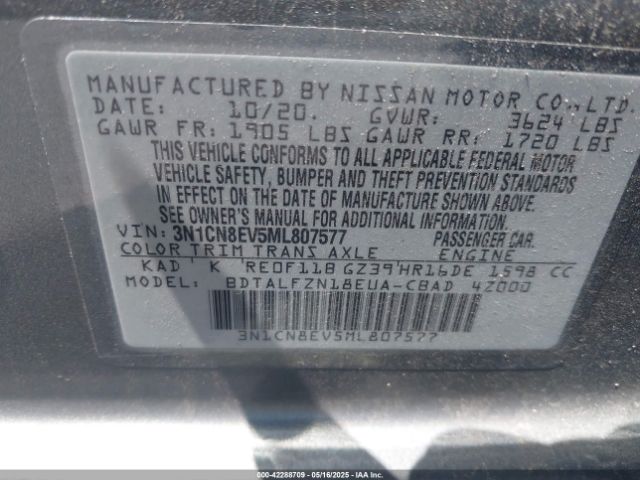 MANUFACTURED BY NISSAN MOTOR CO., LTD.
DATE: 10/20. GVWR: 3624 LBS
GAWR FR: 1905 LBS GAWR RR: 1720 LBS
THIS VEHICLE CONFORMS TO ALL APPLICABLE FEDERAL MOTOR
VEHICLE SAFETY, BUMPER AND THEFT PREVENTION STANDARDS
IN EFFECT ON THE DATE OF MANUFACTURE SHOWN ABOVE.
SEE OWNER'S MANUAL FOR ADDITIONAL INFORMATION.
VIN: 3N1CN8EV5ML807577 PASSENGER CAR.
COLOR TRIM TRANS AXLE ENGINE
KAD K RE0F11B GZ39 HR16DE 1598 CC
MODEL: BDTALFZN18EUA-CBAD 4Z000
3N1CN8EV5ML807577
000-42288709 - 05/16/2025 - IAAI.COM